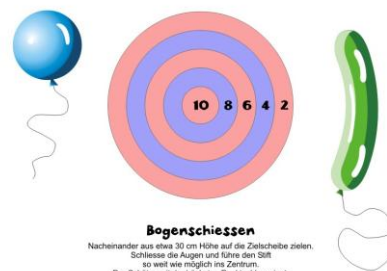 10 8 6 4 2
Bogenschiessen
Nacheinander aus etwa 30 cm Höhe auf die Zielscheibe zielen.
Schliesse die Augen und führe den Stift
so weit wie möglich ins Zentrum.